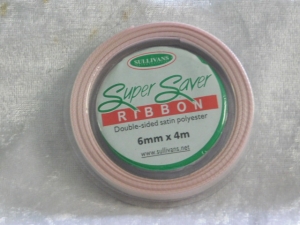 SULLIVANS
Super Saver
RIBBON
Double-sided satin polyester
6mm x 4m
www.sullivans.net